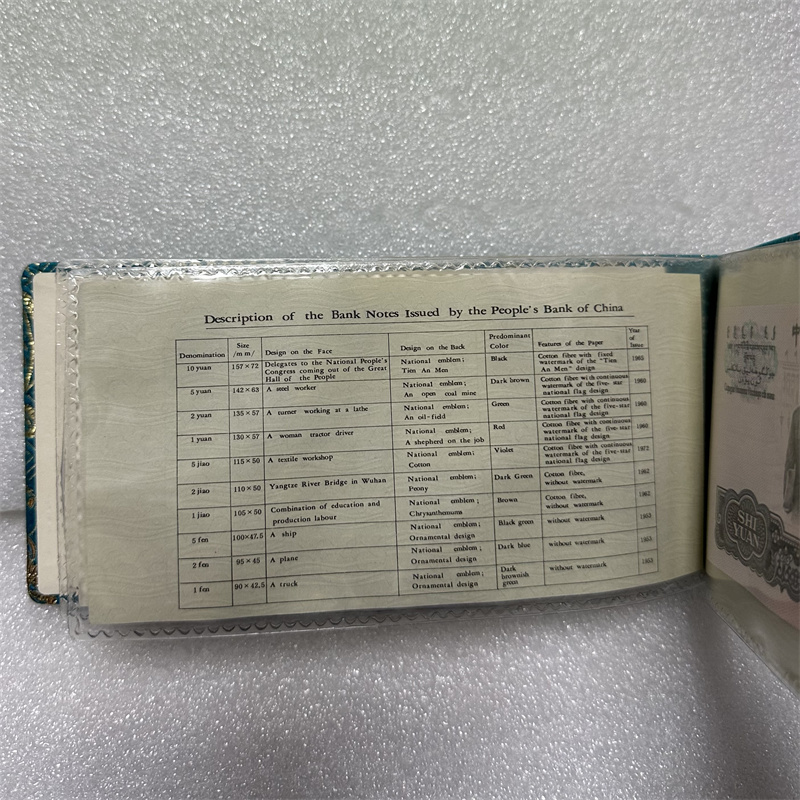 Description of the Bank Notes Issued by the People's Bank of China
Denomination Size /mm/ Design on the Face Design on the Back Predominant Color Features of the Paper Year of Issue
10 yuan 157×72 Delegates to the National People's Congress coming out of the Great Hall of the People National emblem; Tien An Men Black Cotton fibre with fixed watermark of the "Tien An Men" design 1965
5 yuan 142×63 A steel worker National emblem; An open coal mine Dark brown Cotton fibre with continuous watermark of the five-star national flag design 1960
2 yuan 135×57 A turner working at a lathe National emblem; An oil-field Green Cotton fibre with continuous watermark of the five-star national flag design 1960
1 yuan 130×57 A woman tractor driver National emblem; A shepherd on the job Red Cotton fibre with continuous watermark of the five-star national flag design 1960
5 jiao 115×50 A textile workshop National emblem; Cotton Violet Cotton fibre with continuous watermark of the five-star national flag design 1972
2 jiao 110×50 Yangtze River Bridge in Wuhan National emblem; Peony Dark Green Cotton fibre, without watermark 1962
1 jiao 105×50 Combination of education and production labour National emblem; Chrysanthemums Brown Cotton fibre, without watermark 1962
5 fen 100×47.5 A ship National emblem; Ornamental design Black green without watermark 1953
2 fen 95×45 A plane National emblem; Ornamental design Dark blue without watermark 1953
1 fen 90×42.5 A truck National emblem; Ornamental design Dark brownish green without watermark 1953
SHI
YUAN